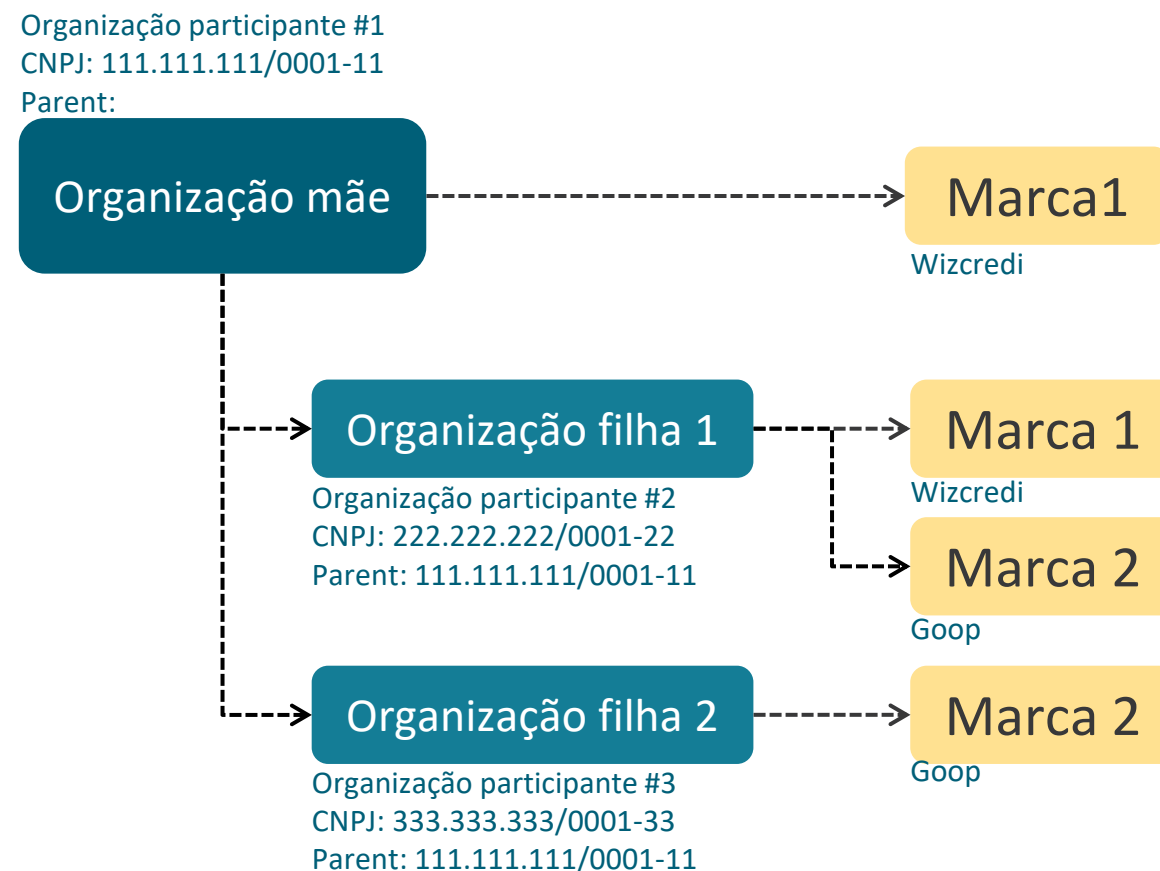 Organização participante #1
CNPJ: 111.111.111/0001-11
Parent:
Organização mãe
Marca1
Wizcredi
Organização filha 1
Marca 1
Wizcredi
Organização participante #2
CNPJ: 222.222.222/0001-22
Parent: 111.111.111/0001-11
Marca 2
Goop
Organização filha 2
Marca 2
Goop
Organização participante #3
CNPJ: 333.333.333/0001-33
Parent: 111.111.111/0001-11